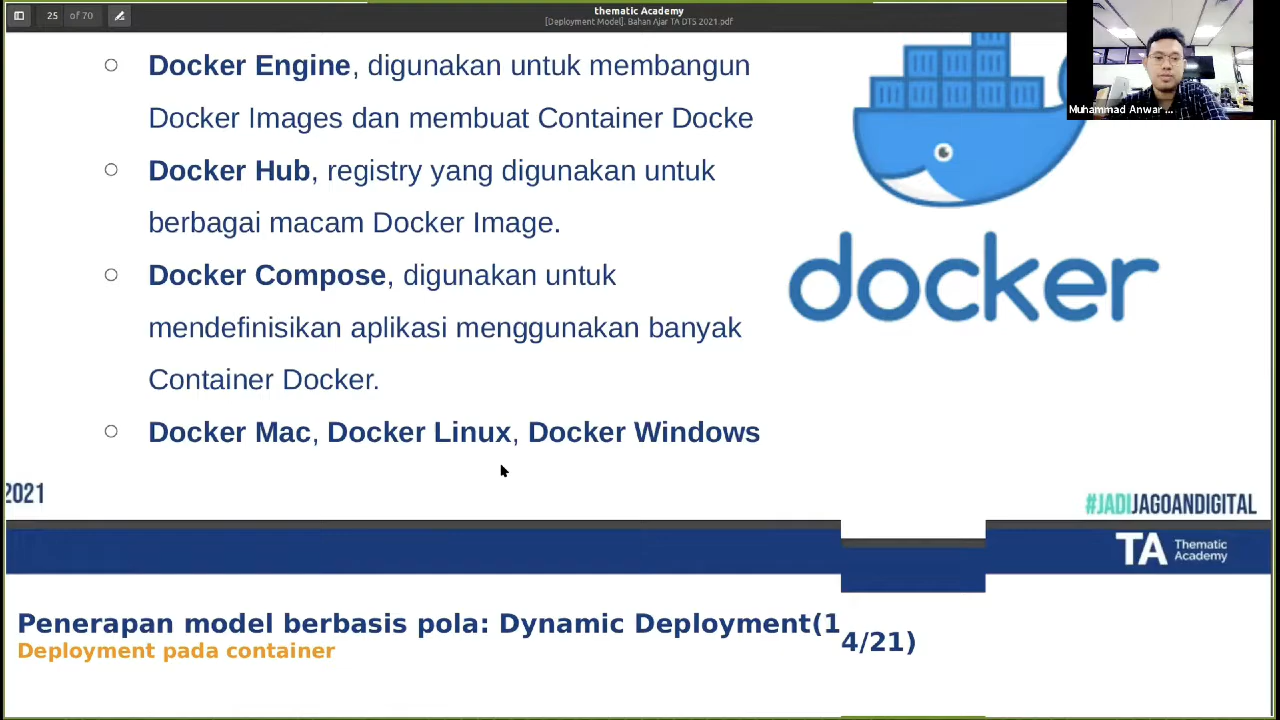 25 of 70
thematic Academy
[Deployment Model]. Bahan Ajar TA DTS 2021.pdf
Muhammad Anwar ...
Docker Engine, digunakan untuk membangun
Docker Images dan membuat Container Docke
Docker Hub, registry yang digunakan untuk
berbagai macam Docker Image.
Docker Compose, digunakan untuk
mendefinisikan aplikasi menggunakan banyak
Container Docker.
Docker Mac, Docker Linux, Docker Windows
docker
2021
#JADIJAGOANDIGITAL
TA Thematic
Academy
Penerapan model berbasis pola: Dynamic Deployment(1
4/21)
Deployment pada container